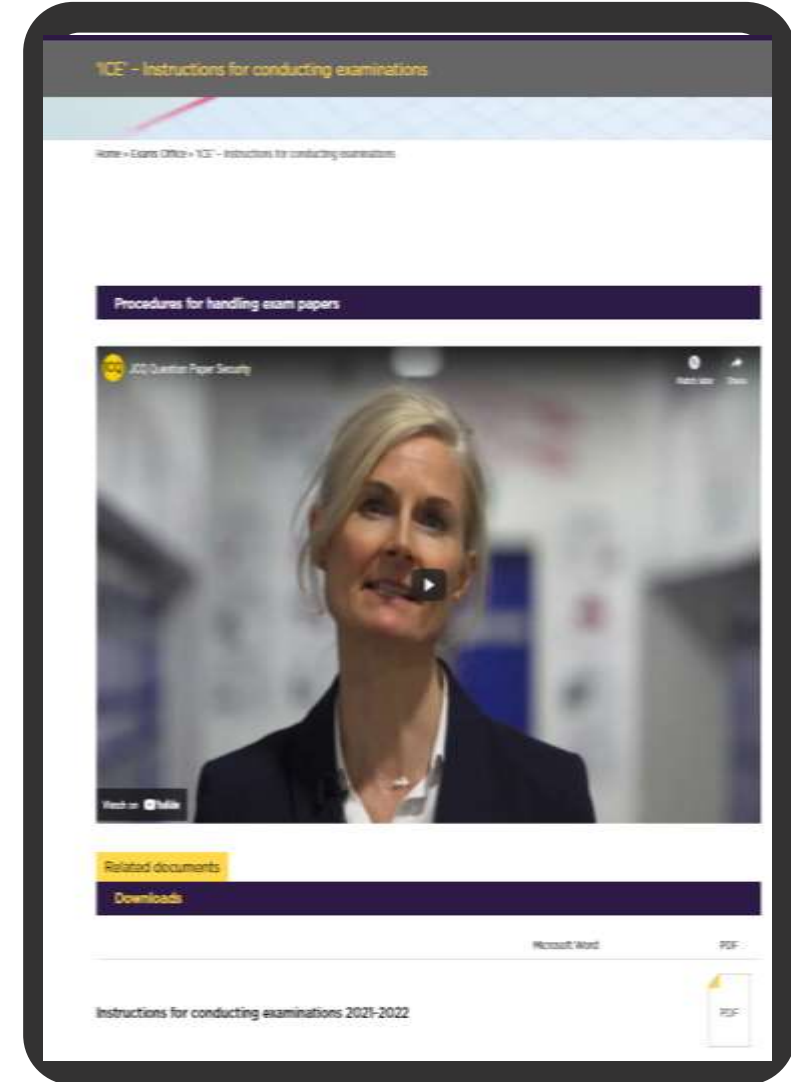 'ICE' – Instructions for conducting examinations
Home » Exams Office » 'ICE' – Instructions for conducting examinations
Procedures for handling exam papers
JCQ
JCQ Question Paper Security
Watch later
Share
Watch on YouTube
Related documents
Downloads
Microsoft Word
PDF
Instructions for conducting examinations 2021-2022
PDF